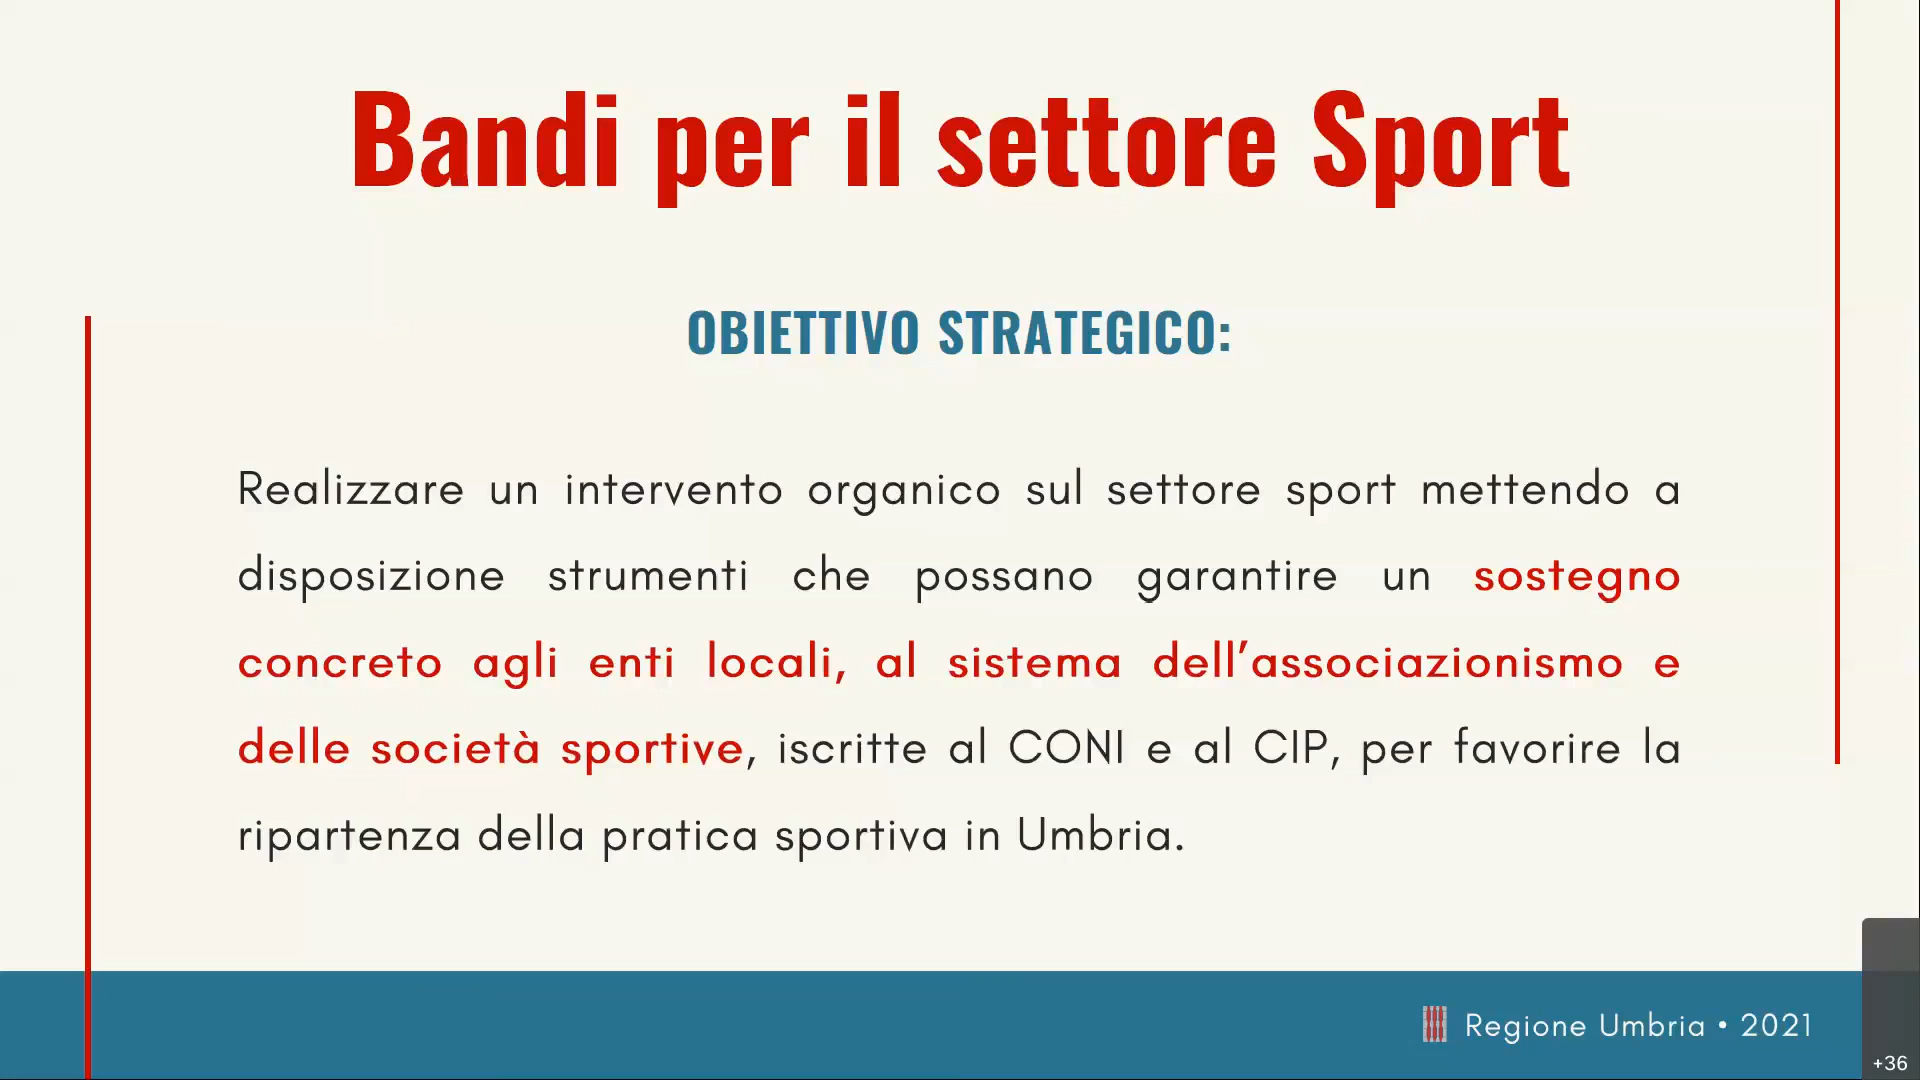 Bandi per il settore Sport
OBIETTIVO STRATEGICO:
Realizzare un intervento organico sul settore sport mettendo a
disposizione strumenti che possano garantire un sostegno
concreto agli enti locali, al sistema dell’associazionismo e
delle società sportive, iscritte al CONI e al CIP, per favorire la
ripartenza della pratica sportiva in Umbria.
Regione Umbria • 2021
+36